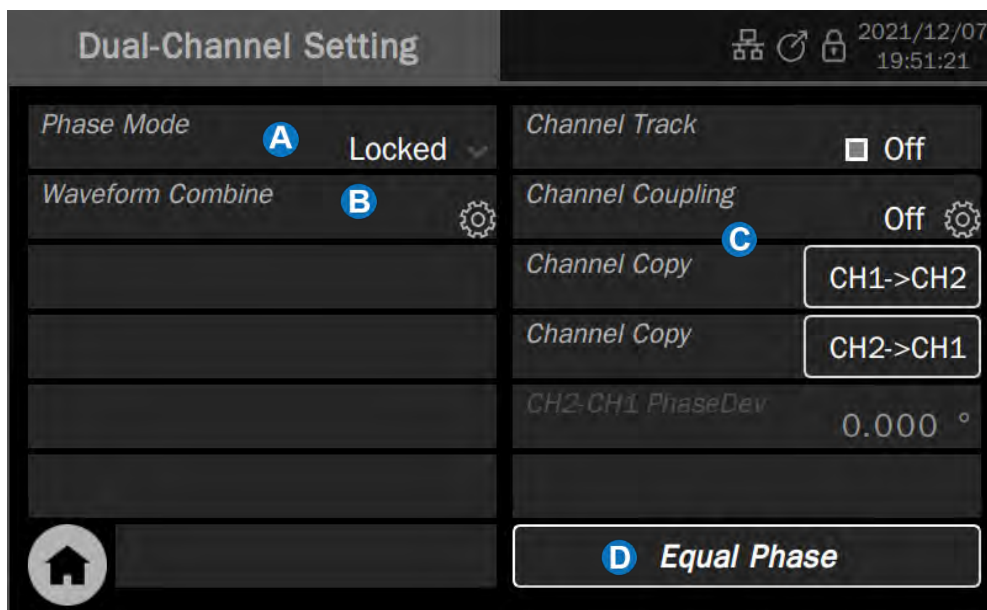 Dual-Channel Setting
2021/12/07
19:51:21
Phase Mode
A
Locked
Waveform Combine
B
Channel Track
Off
Channel Coupling
Off
C
Channel Copy
CH1->CH2
Channel Copy
CH2->CH1
CH2-CH1 PhaseDev
0.000 °
D Equal Phase